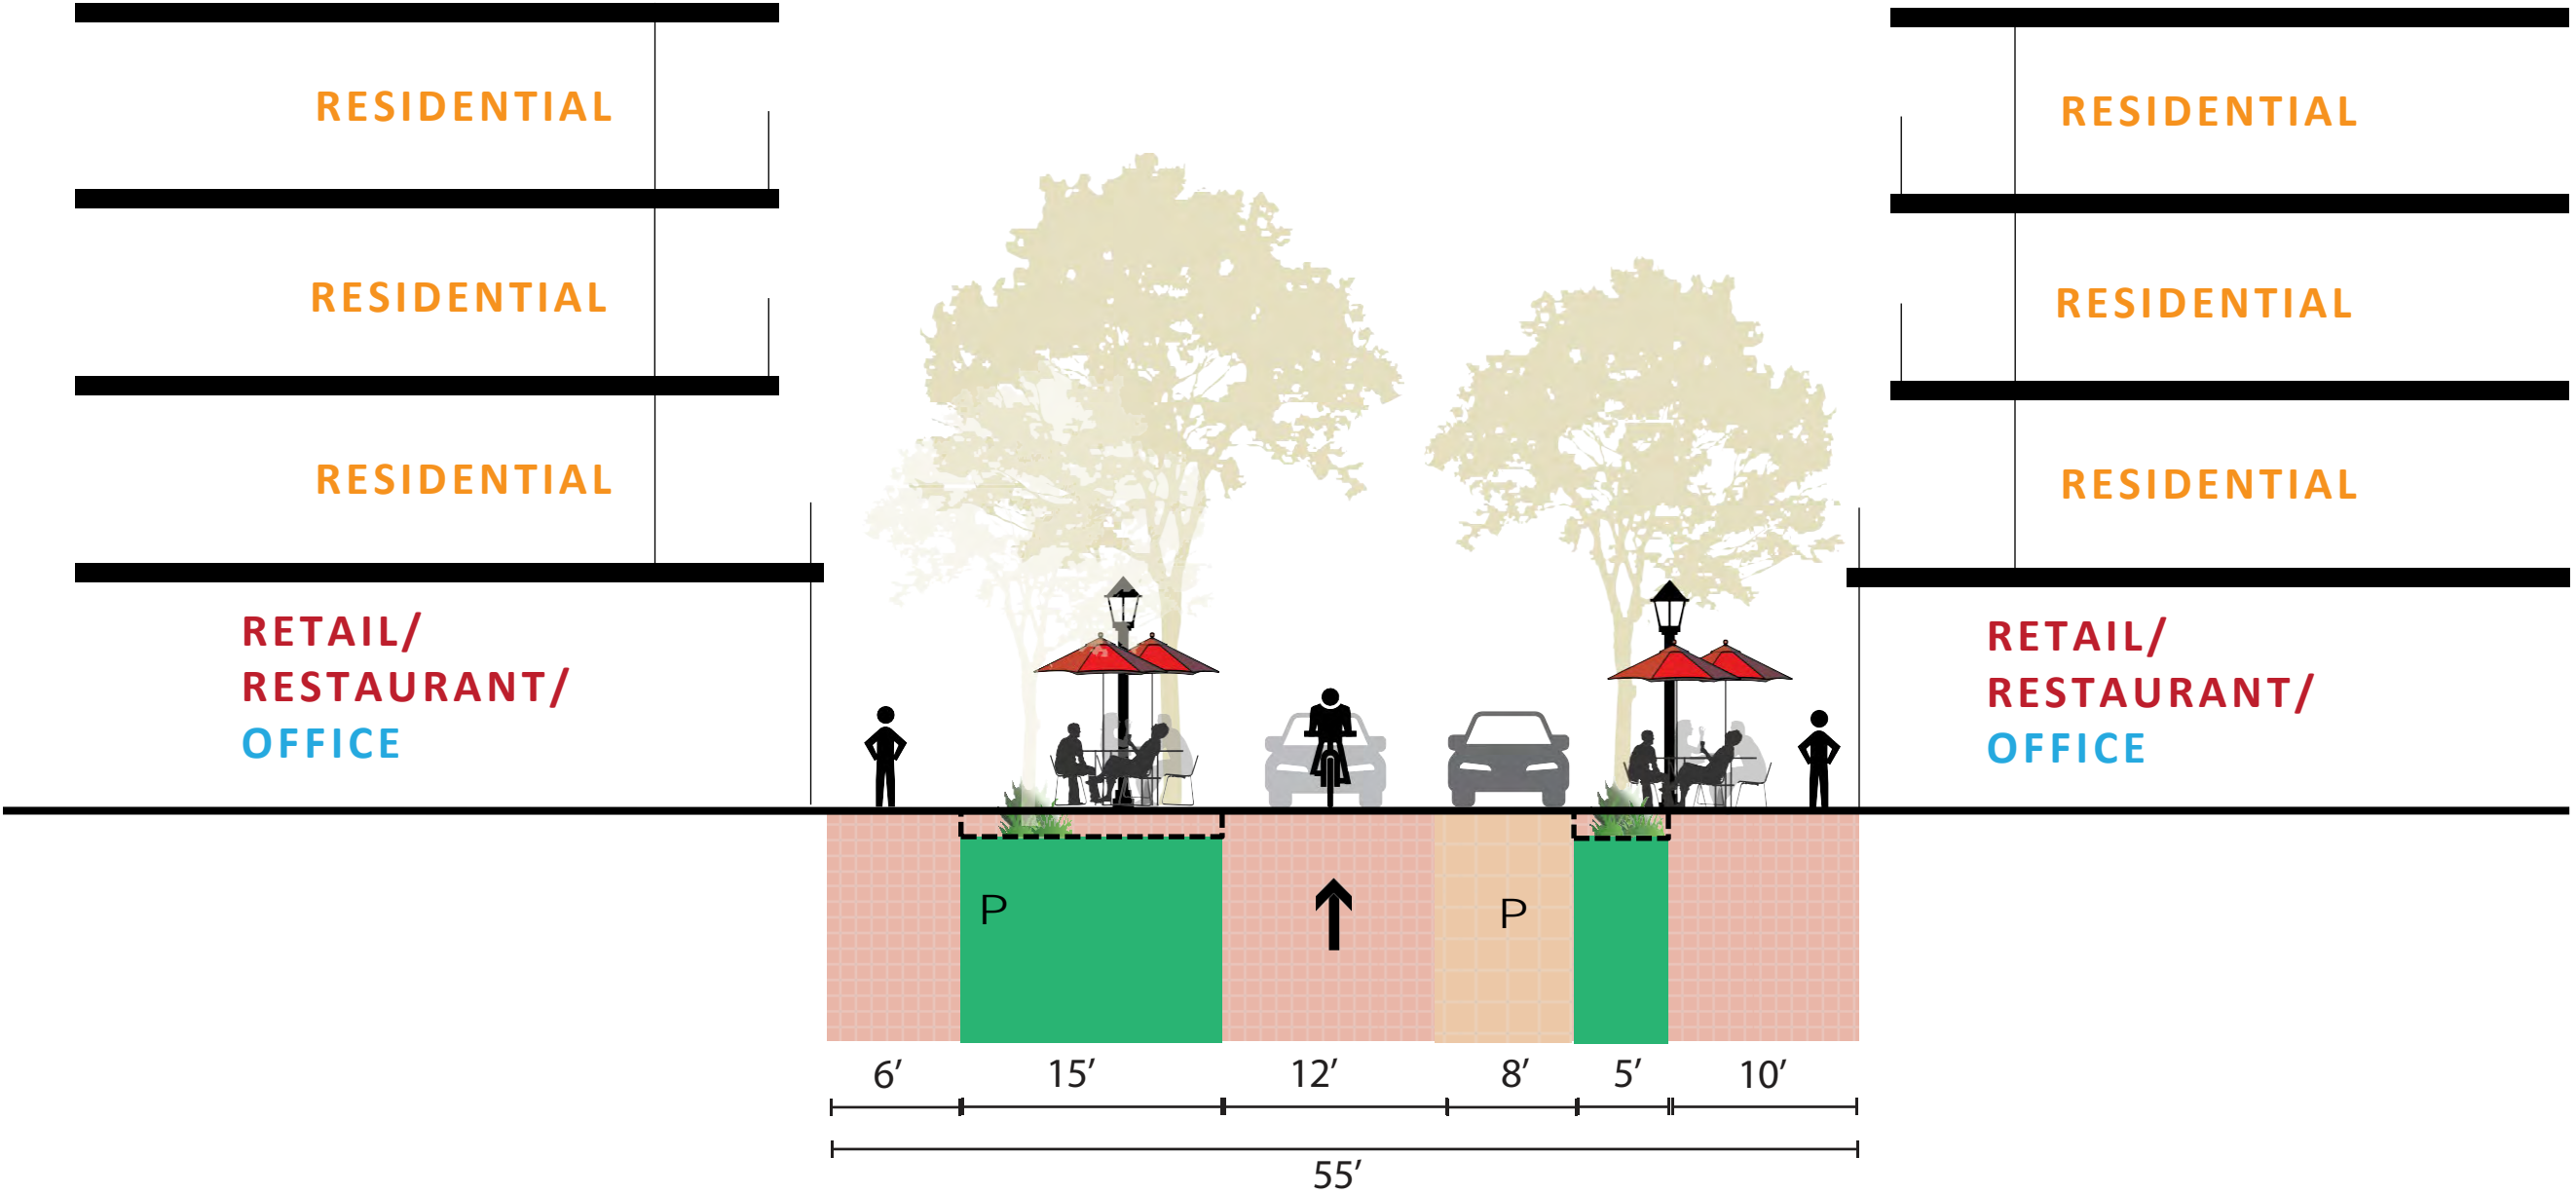 RESIDENTIAL
RESIDENTIAL
RESIDENTIAL
RESIDENTIAL
RESIDENTIAL
RESIDENTIAL
RETAIL/
RESTAURANT/
OFFICE
RETAIL/
RESTAURANT/
OFFICE
P
P
6’ 15’ 12’ 8’ 5’ 10’
55’